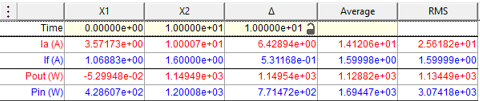 X1 X2 Δ Average RMS
Time 0.00000e+00 1.00000e+01 1.00000e+01
Ia (A) 3.57173e+00 1.00007e+01 6.42894e+00 1.41206e+01 2.56182e+01
If (A) 1.06883e+00 1.60000e+00 5.31168e-01 1.59998e+00 1.59999e+00
Pout (W) -5.29948e-02 1.14949e+03 1.14954e+03 1.12882e+03 1.13449e+03
Pin (W) 4.28607e+02 1.20008e+03 7.71472e+02 1.69447e+03 3.07418e+03